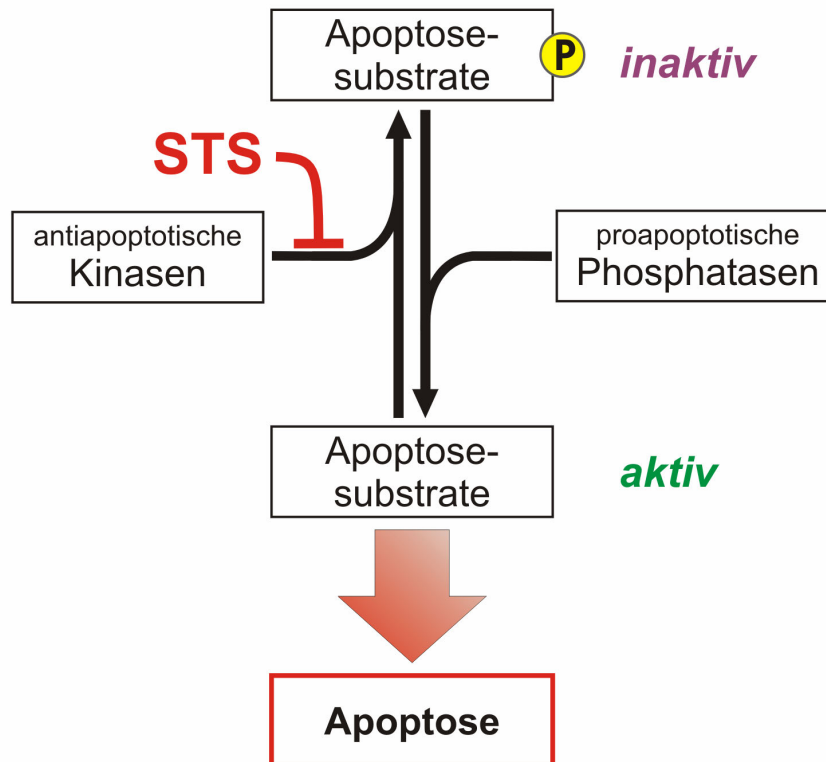 Apoptose-
substrate
P
inaktiv
STS
antiapoptotische
Kinasen
proapoptotische
Phosphatasen
Apoptose-
substrate
aktiv
Apoptose